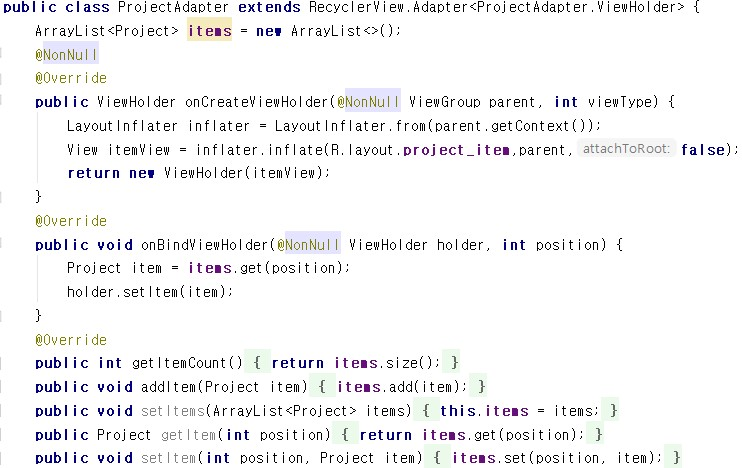 public class ProjectAdapter extends RecyclerView.Adapter<ProjectAdapter.ViewHolder> {
    ArrayList<Project> items = new ArrayList<>();
    @NonNull
    @Override
    public ViewHolder onCreateViewHolder(@NonNull ViewGroup parent, int viewType) {
        LayoutInflater inflater = LayoutInflater.from(parent.getContext());
        View itemView = inflater.inflate(R.layout.project_item,parent, attachToRoot: false);
        return new ViewHolder(itemView);
    }
    @Override
    public void onBindViewHolder(@NonNull ViewHolder holder, int position) {
        Project item = items.get(position);
        holder.setItem(item);
    }
    @Override
    public int getItemCount() { return items.size(); }
    public void addItem(Project item) { items.add(item); }
    public void setItems(ArrayList<Project> items) { this.items = items; }
    public Project getItem(int position) { return items.get(position); }
    public void setItem(int position, Project item) { items.set(position, item); }